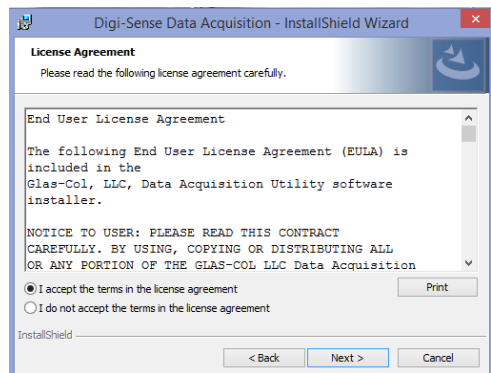 Digi-Sense Data Acquisition - InstallShield Wizard
License Agreement
Please read the following license agreement carefully.
End User License Agreement
The following End User License Agreement (EULA) is
included in the
Glas-Col, LLC, Data Acquisition Utility software
installer.
NOTICE TO USER: PLEASE READ THIS CONTRACT
CAREFULLY. BY USING, COPYING OR DISTRIBUTING ALL
OR ANY PORTION OF THE GLAS-COL LLC Data Acquisition
I accept the terms in the license agreement
Print
I do not accept the terms in the license agreement
InstallShield
< Back
Next >
Cancel